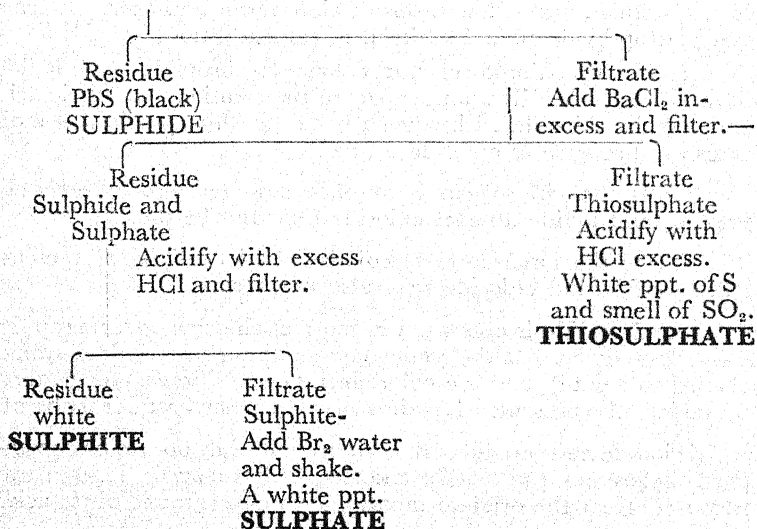 Residue
PbS (black)
SULPHIDE
Filtrate
Add BaCl₂ in-
excess and filter.—
Residue
Sulphide and
Sulphate
Acidify with excess
HCl and filter.
Filtrate
Thiosulphate
Acidify with
HCl excess.
White ppt. of S
and smell of SO₂.
THIOSULPHATE
Residue
white
SULPHITE
Filtrate
Sulphite-
Add Br₂ water
and shake.
A white ppt.
SULPHATE